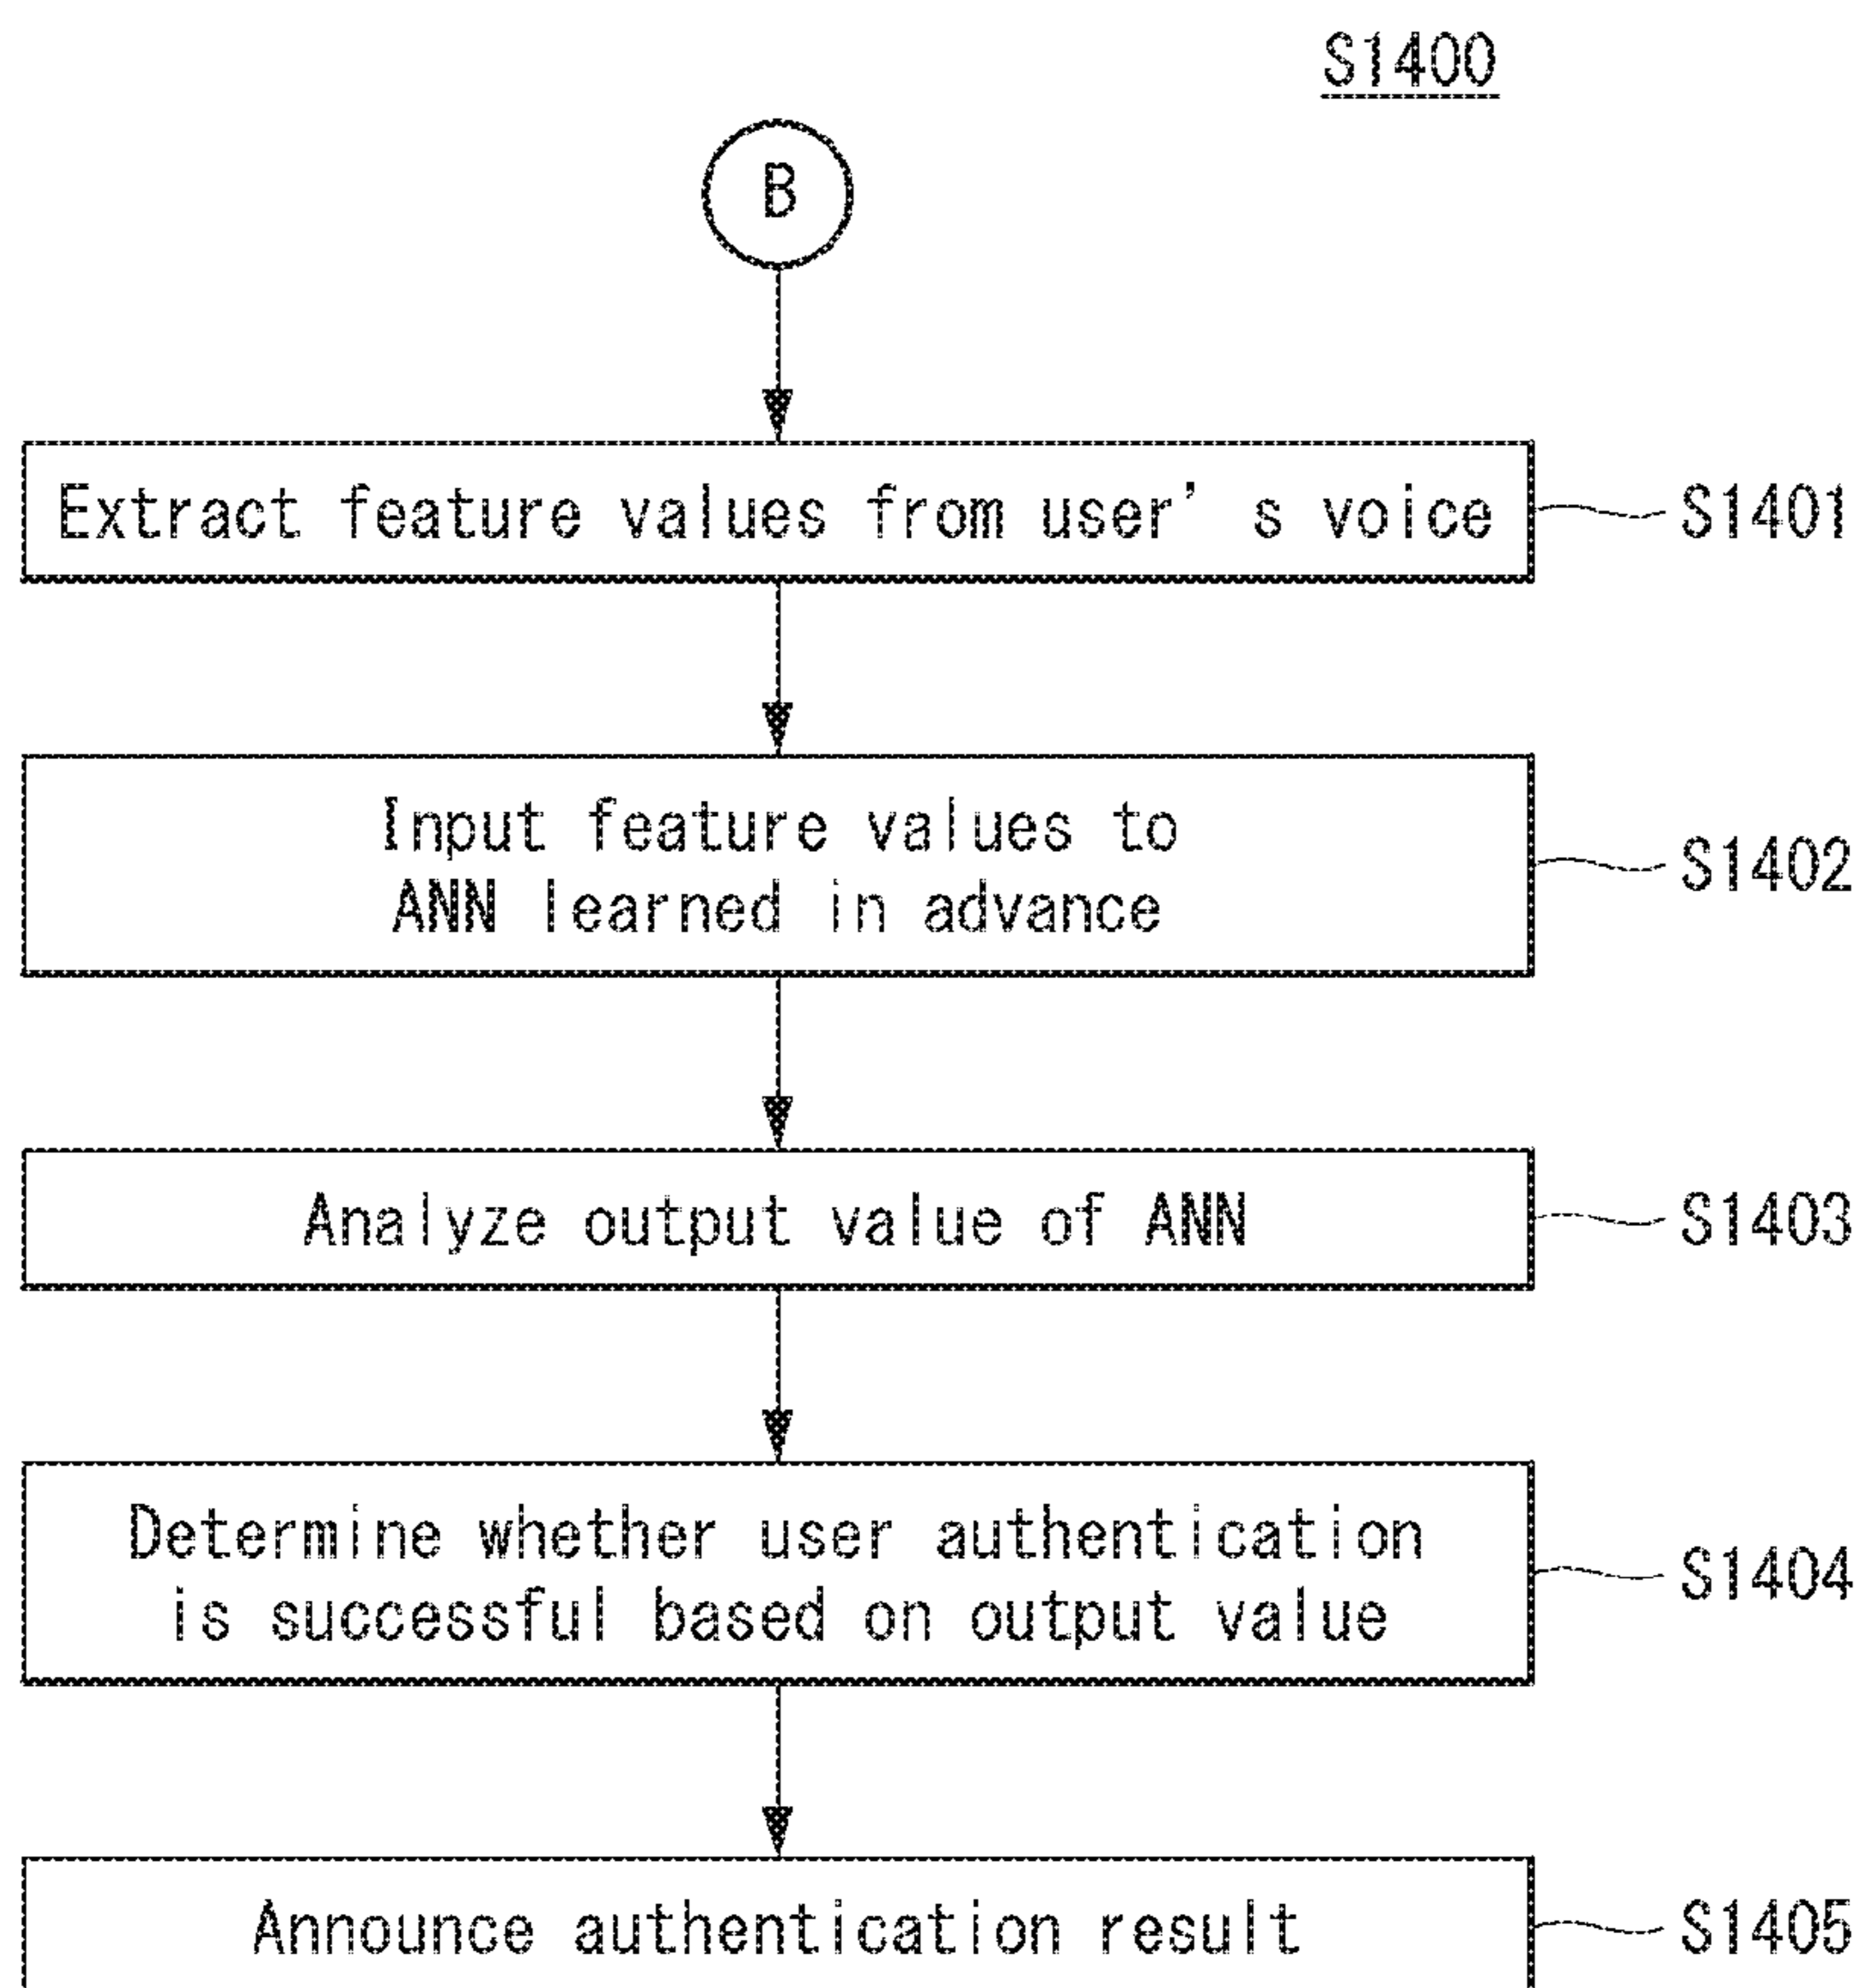 S1400
B
Extract feature values from user's voice
S1401
Input feature values to
ANN learned in advance
S1402
Analyze output value of ANN
S1403
Determine whether user authentication
is successful based on output value
S1404
Announce authentication result
S1405